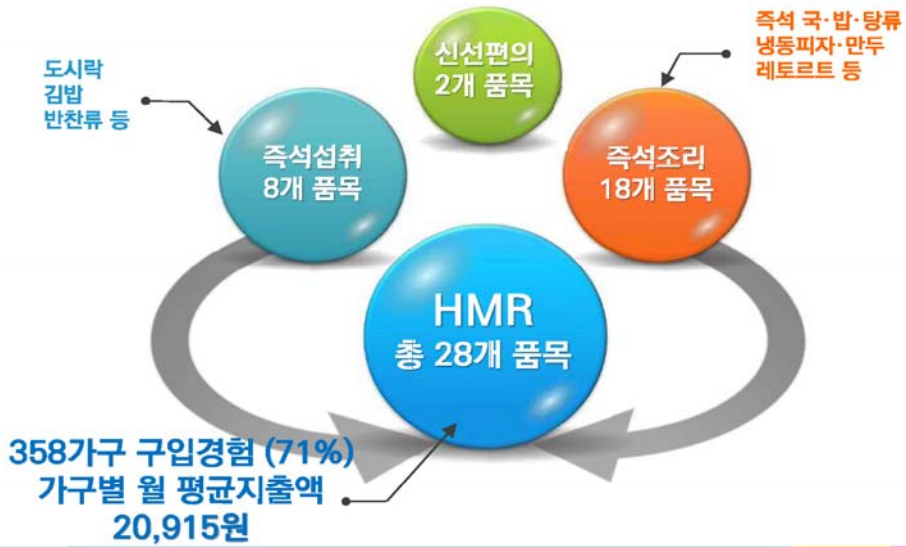 신선편의
2개 품목
즉석 국·밥·탕류
냉동피자·만두
레토르트 등
도시락
김밥
반찬류 등
즉석섭취
8개 품목
즉석조리
18개 품목
HMR
총 28개 품목
358가구 구입경험 (71%)
가구별 월 평균지출액
20,915원